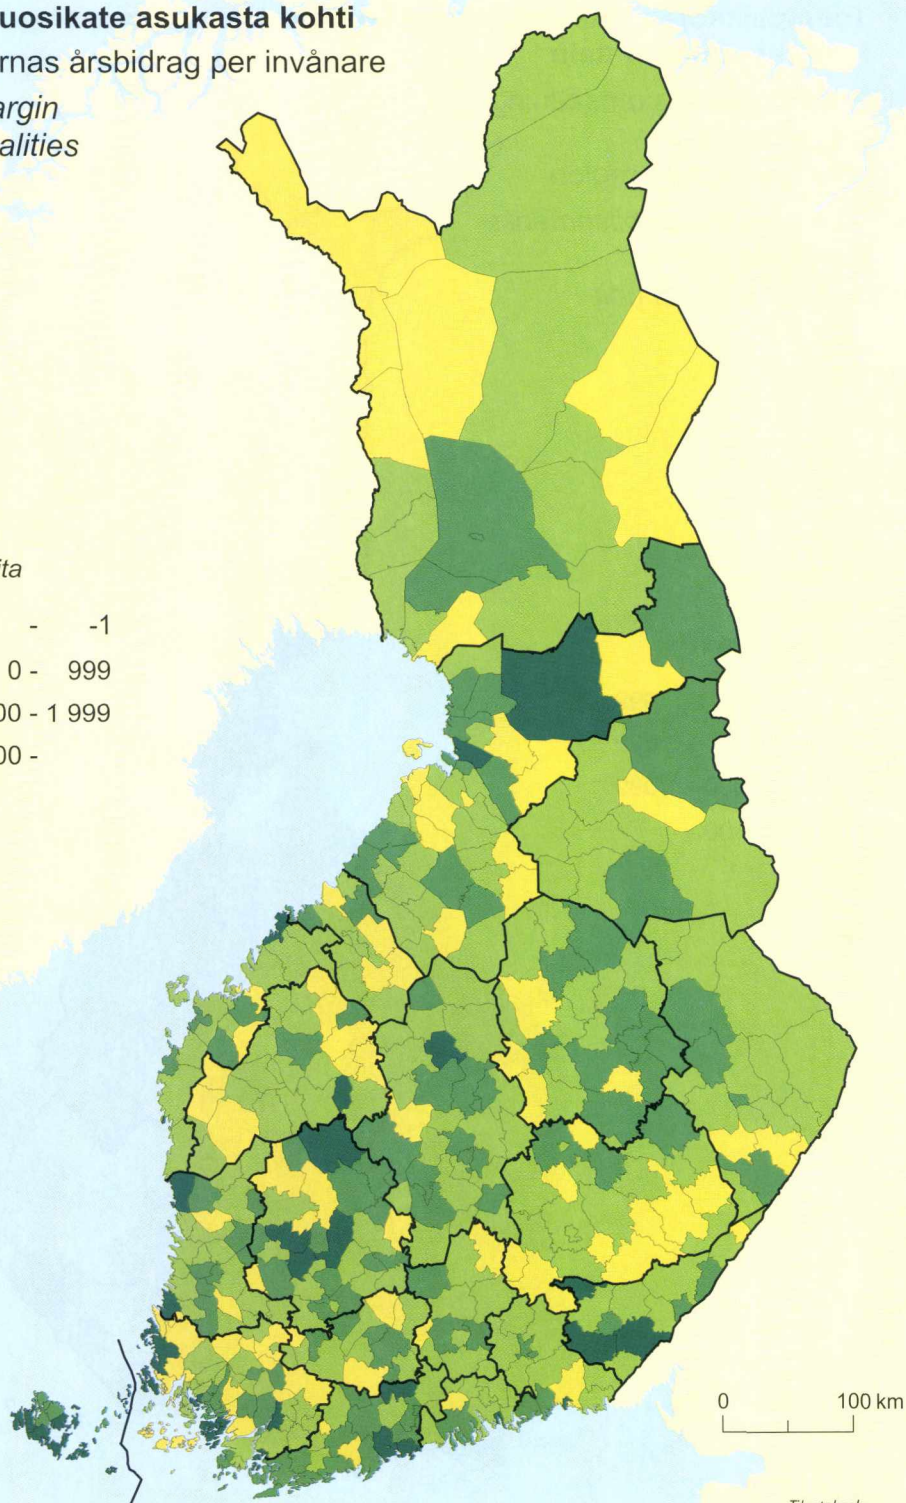 uosikate asukasta kohti
rnas årsbidrag per invånare
argin
alities
ita
- -1
0 - 999
00 - 1 999
00 -
0 100 km